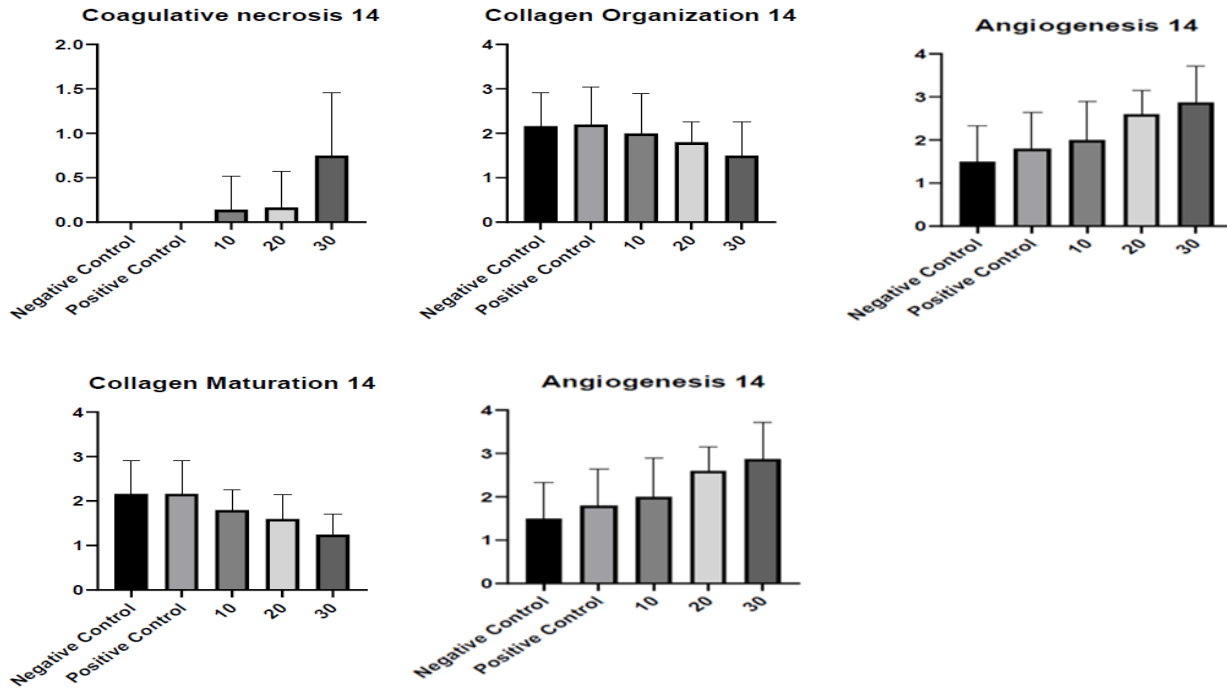 Coagulative necrosis 14
2.0
1.5
1.0
0.5
0.0
Negative Control
Positive Control
10
20
30
Collagen Organization 14
4
3
2
1
0
Negative Control
Positive Control
10
20
30
Angiogenesis 14
4
3
2
1
0
Negative Control
Positive Control
10
20
30
Collagen Maturation 14
4
3
2
1
0
Negative Control
Positive Control
10
20
30
Angiogenesis 14
4
3
2
1
0
Negative Control
Positive Control
10
20
30